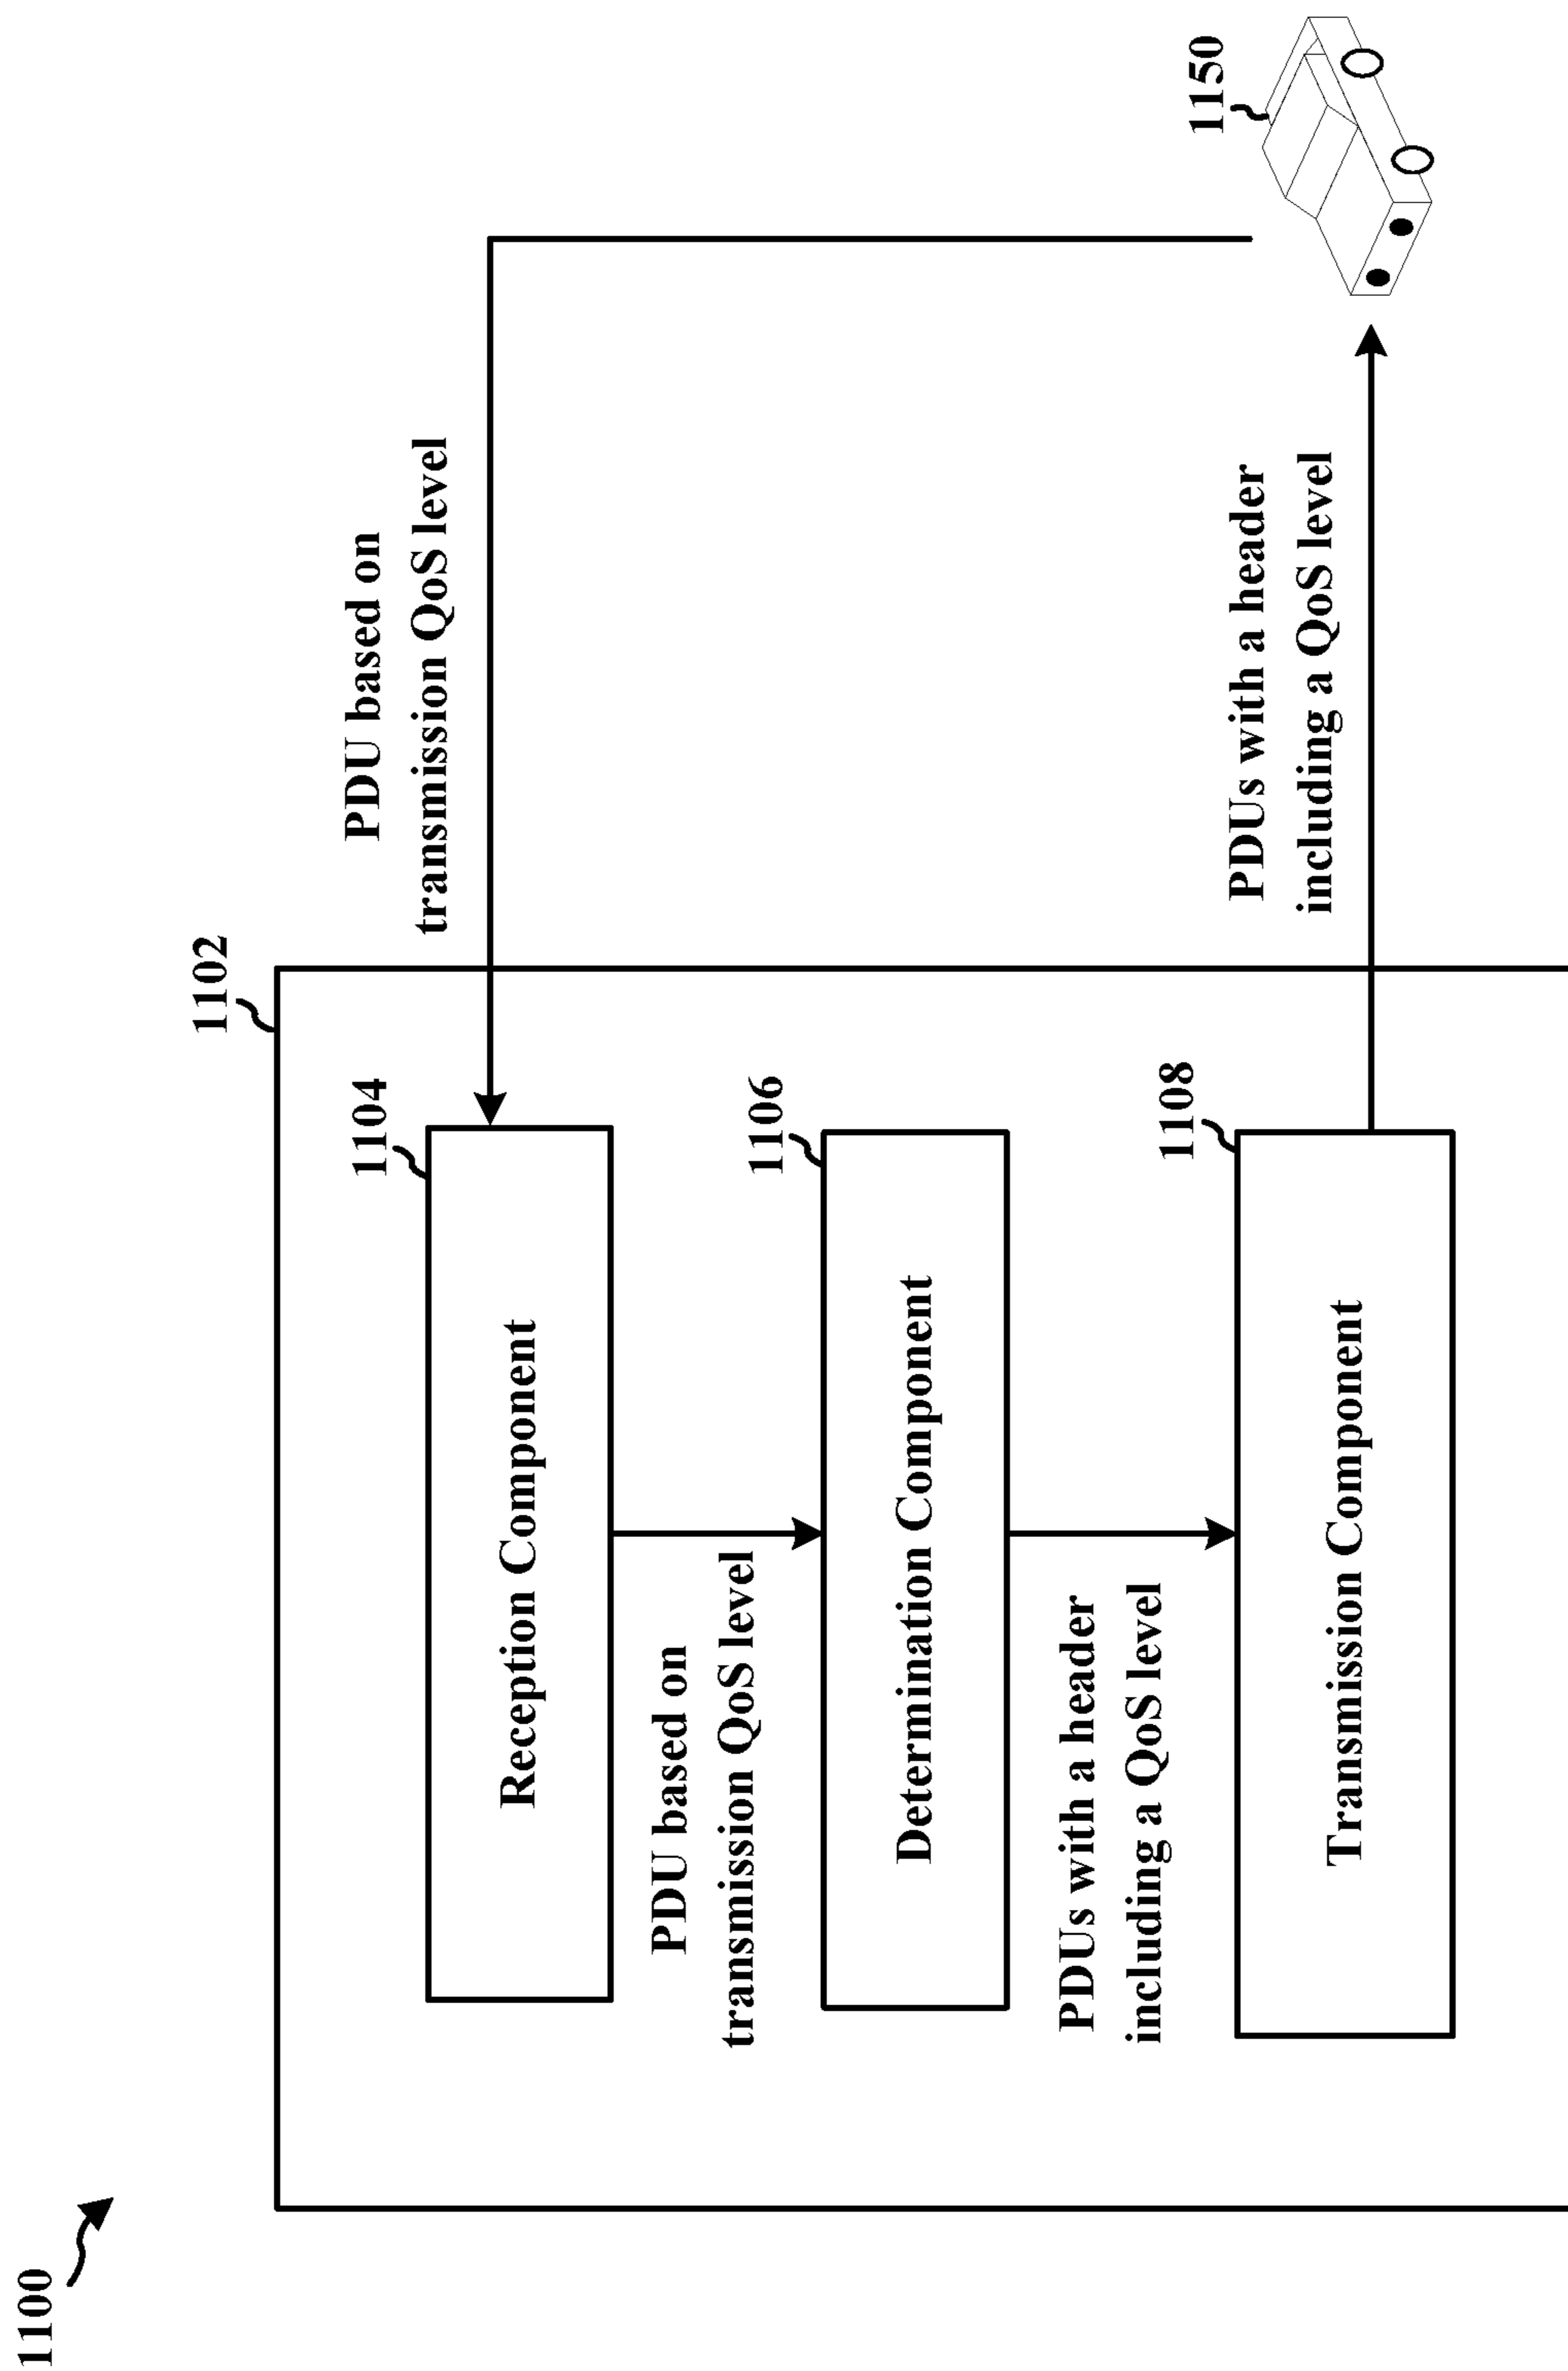 1100
1102
1104
Reception Component
PDU based on
transmission QoS level
PDU based on
transmission QoS level
1106
Determination Component
PDUs with a header
including a QoS level
1108
Transmission Component
PDUs with a header
including a QoS level
1150